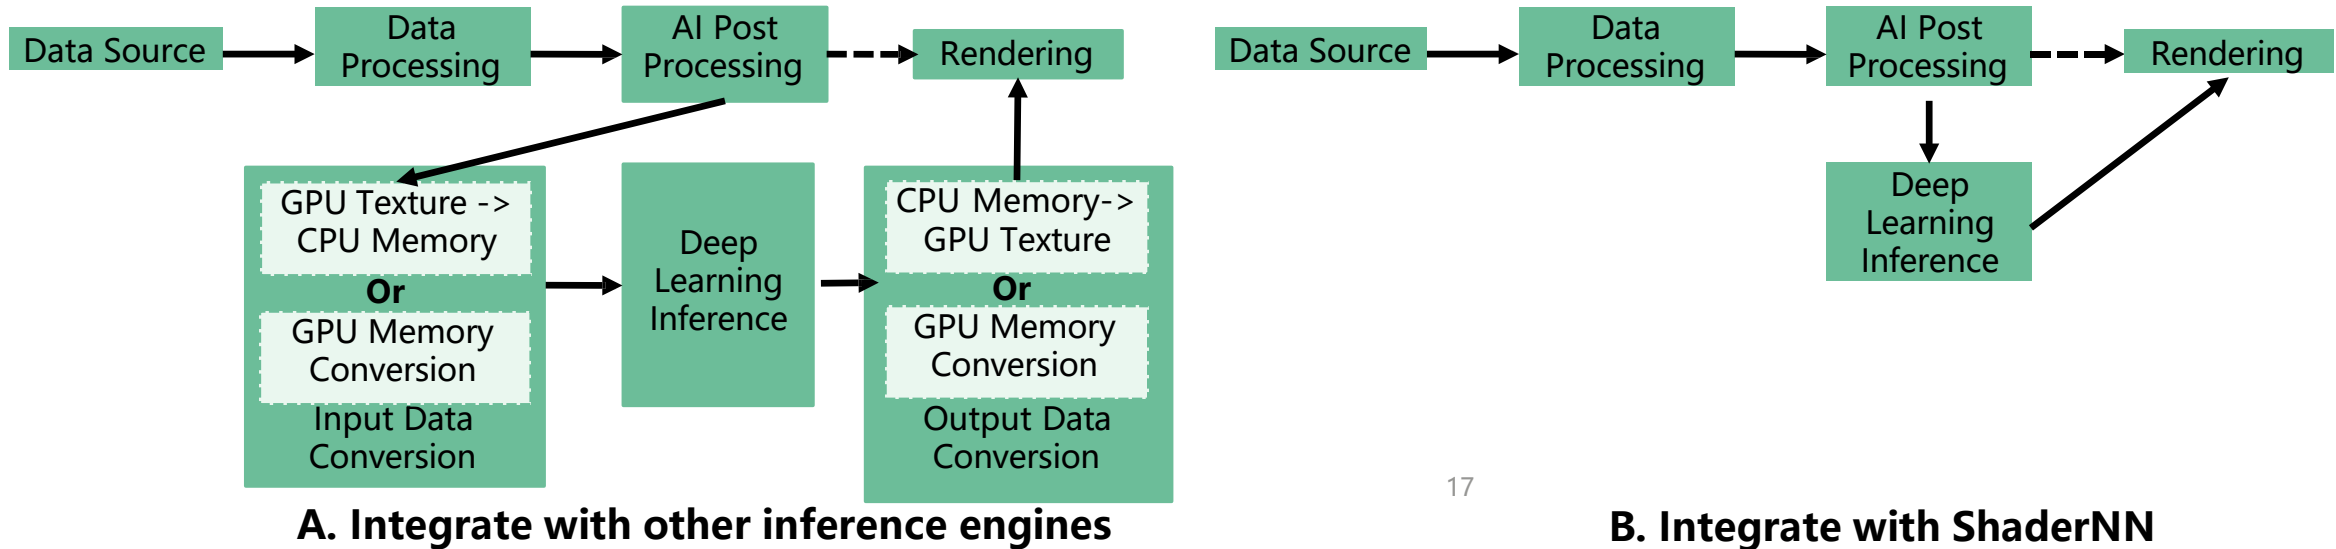 Data Source
Data
Processing
AI Post
Processing
Rendering
GPU Texture ->
CPU Memory
Or
GPU Memory
Conversion
Input Data
Conversion
Deep
Learning
Inference
CPU Memory->
GPU Texture
Or
GPU Memory
Conversion
Output Data
Conversion
A. Integrate with other inference engines
Data Source
Data
Processing
AI Post
Processing
Rendering
Deep
Learning
Inference
17
B. Integrate with ShaderNN